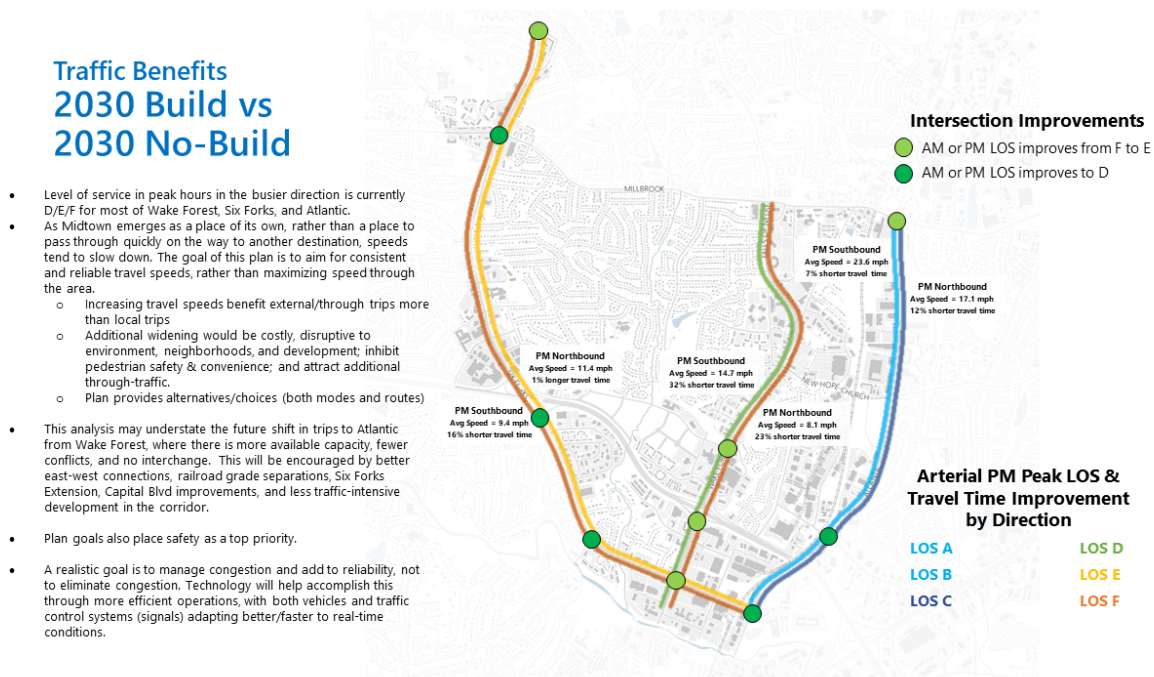 Traffic Benefits
2030 Build vs
2030 No-Build
• Level of service in peak hours in the busier direction is currently
D/E/F for most of Wake Forest, Six Forks, and Atlantic.
• As Midtown emerges as a place of its own, rather than a place to
pass through quickly on the way to another destination, speeds
tend to slow down. The goal of this plan is to aim for consistent
and reliable travel speeds, rather than maximizing speed through
the area.
o Increasing travel speeds benefit external/through trips more
than local trips
o Additional widening would be costly, disruptive to
environment, neighborhoods, and development; inhibit
pedestrian safety & convenience; and attract additional
through-traffic.
o Plan provides alternatives/choices (both modes and routes)
• This analysis may understate the future shift in trips to Atlantic
from Wake Forest, where there is more available capacity, fewer
conflicts, and no interchange. This will be encouraged by better
east-west connections, railroad grade separations, Six Forks
Extension, Capital Blvd improvements, and less traffic-intensive
development in the corridor.
• Plan goals also place safety as a top priority.
• A realistic goal is to manage congestion and add to reliability, not
to eliminate congestion. Technology will help accomplish this
through more efficient operations, with both vehicles and traffic
control systems (signals) adapting better/faster to real-time
conditions.
MILLBROOK
PM Southbound
Avg Speed = 23.6 mph
7% shorter travel time
PM Northbound
Avg Speed = 17.1 mph
12% shorter travel time
PM Northbound
Avg Speed = 11.4 mph
1% longer travel time
PM Southbound
Avg Speed = 14.7 mph
32% shorter travel time
NEW HOPE CHURCH
PM Southbound
Avg Speed = 9.4 mph
16% shorter travel time
PM Northbound
Avg Speed = 8.1 mph
23% shorter travel time
Intersection Improvements
AM or PM LOS improves from F to E
AM or PM LOS improves to D
Arterial PM Peak LOS &
Travel Time Improvement
by Direction
LOS A LOS D
LOS B LOS E
LOS C LOS F